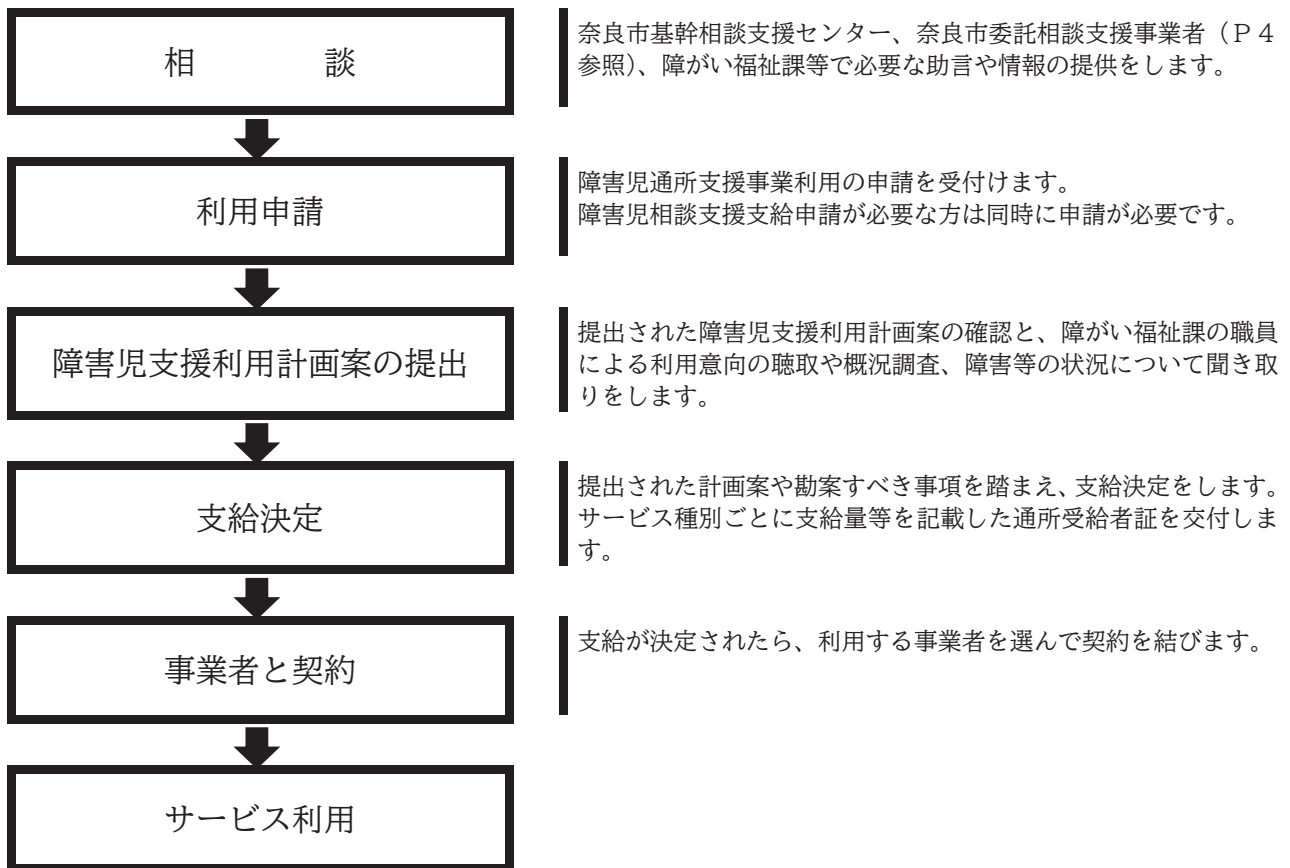 相　　談
奈良市基幹相談支援センター、奈良市委託相談支援事業者（Ｐ４
参照）、障がい福祉課等で必要な助言や情報の提供をします。
利用申請
障害児通所支援事業利用の申請を受付けます。
障害児相談支援支給申請が必要な方は同時に申請が必要です。
障害児支援利用計画案の提出
提出された障害児支援利用計画案の確認と、障がい福祉課の職員
による利用意向の聴取や概況調査、障害等の状況について聞き取
りをします。
支給決定
提出された計画案や勘案すべき事項を踏まえ、支給決定をします。
サービス種別ごとに支給量等を記載した通所受給者証を交付しま
す。
事業者と契約
支給が決定されたら、利用する事業者を選んで契約を結びます。
サービス利用